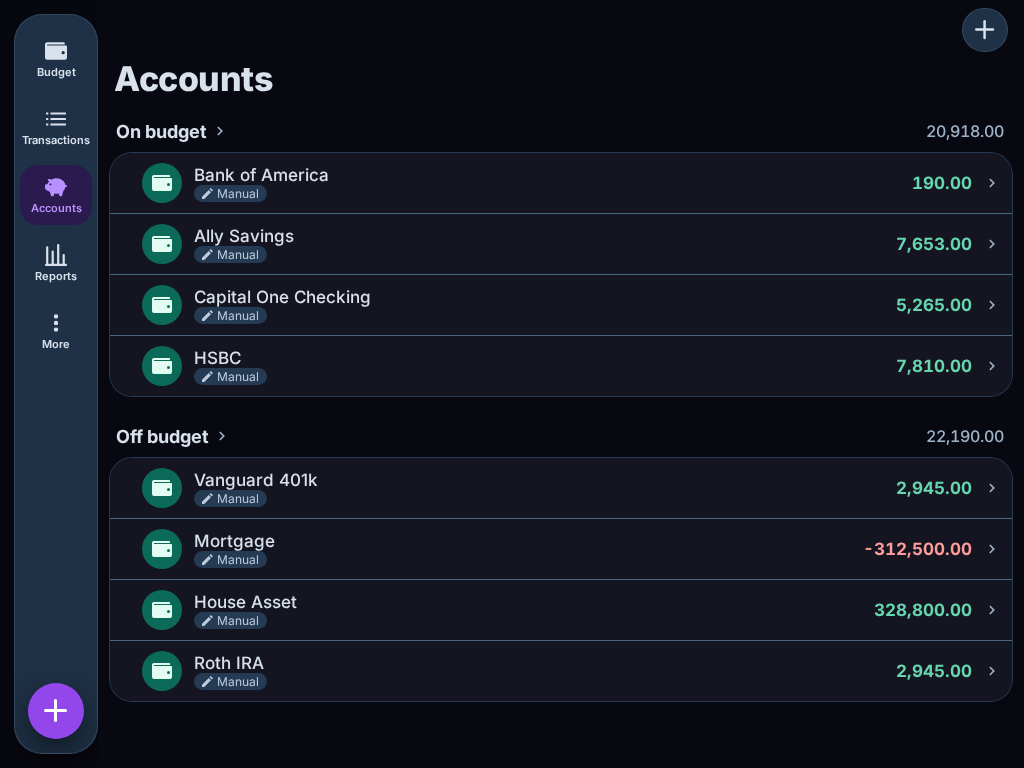 Budget
Transactions
Accounts
Reports
More
Accounts
On budget
20,918.00
Bank of America
Manual
190.00
Ally Savings
Manual
7,653.00
Capital One Checking
Manual
5,265.00
HSBC
Manual
7,810.00
Off budget
22,190.00
Vanguard 401k
Manual
2,945.00
Mortgage
Manual
-312,500.00
House Asset
Manual
328,800.00
Roth IRA
Manual
2,945.00